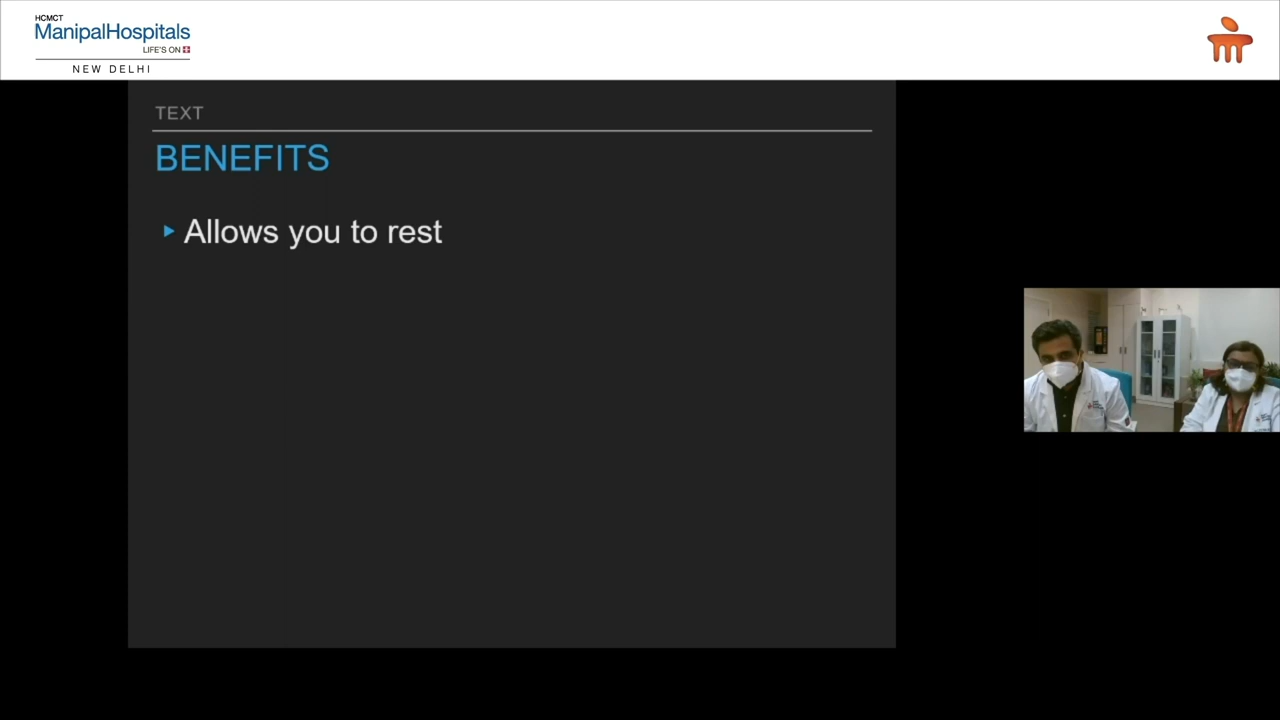 HCMCT
ManipalHospitals
LIFE'S ON
NEW DELHI
TEXT
BENEFITS
Allows you to rest